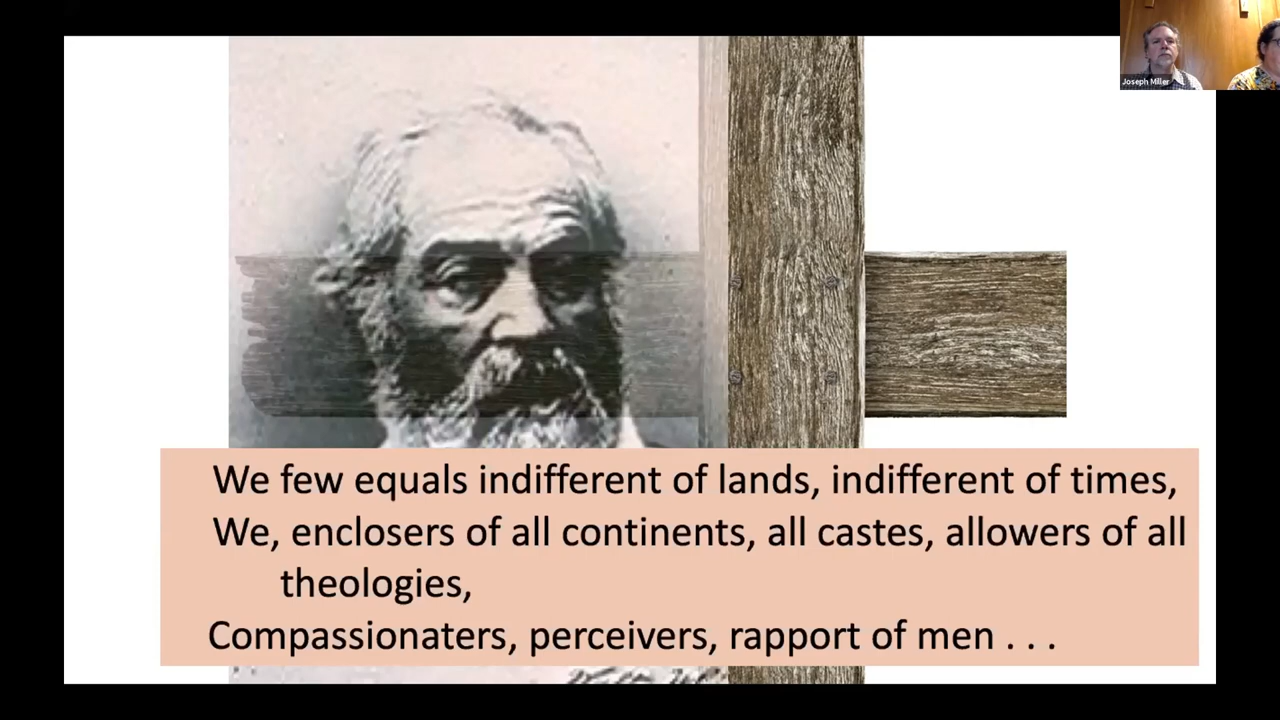 Joseph Miller
We few equals indifferent of lands, indifferent of times,
We, enclosers of all continents, all castes, allowers of all
theologies,
Compassionaters, perceivers, rapport of men . . .